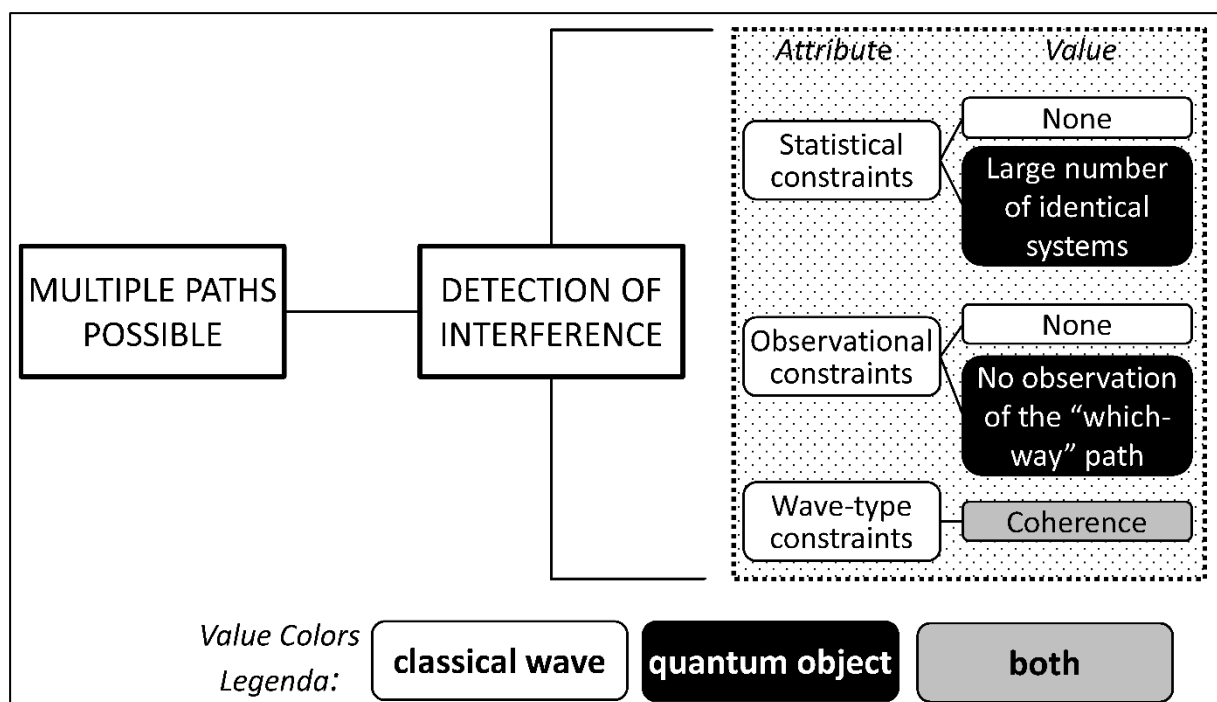 Attribute Value
None
Statistical
constraints
Large number
of identical
systems
MULTIPLE PATHS
POSSIBLE
DETECTION OF
INTERFERENCE
None
Observational
constraints
No observation
of the “which-
way” path
Wave-type
constraints
Coherence
Value Colors
Legenda:
classical wave
quantum object
both